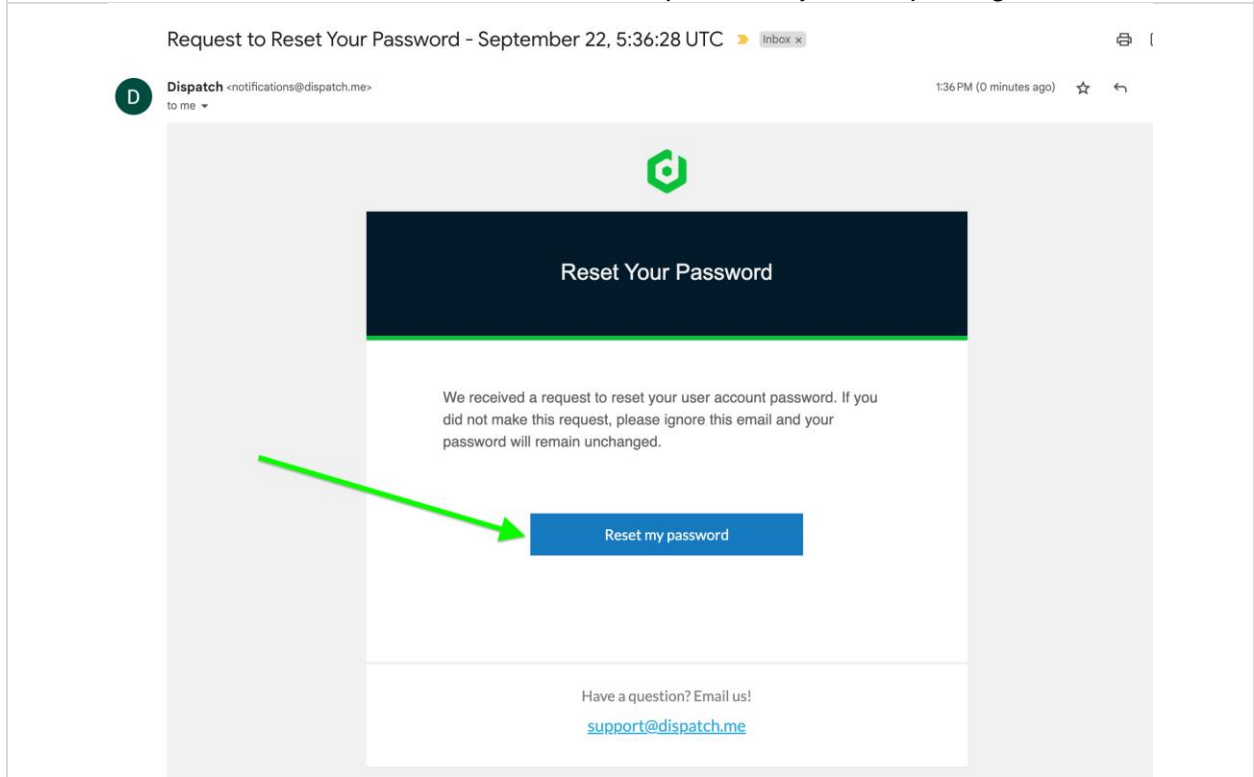 Request to Reset Your Password - September 22, 5:36:28 UTC Inbox x
D
Dispatch <notifications@dispatch.me>
1:36 PM (0 minutes ago)
to me
Reset Your Password
We received a request to reset your user account password. If you
did not make this request, please ignore this email and your
password will remain unchanged.
Reset my password
Have a question? Email us!
support@dispatch.me